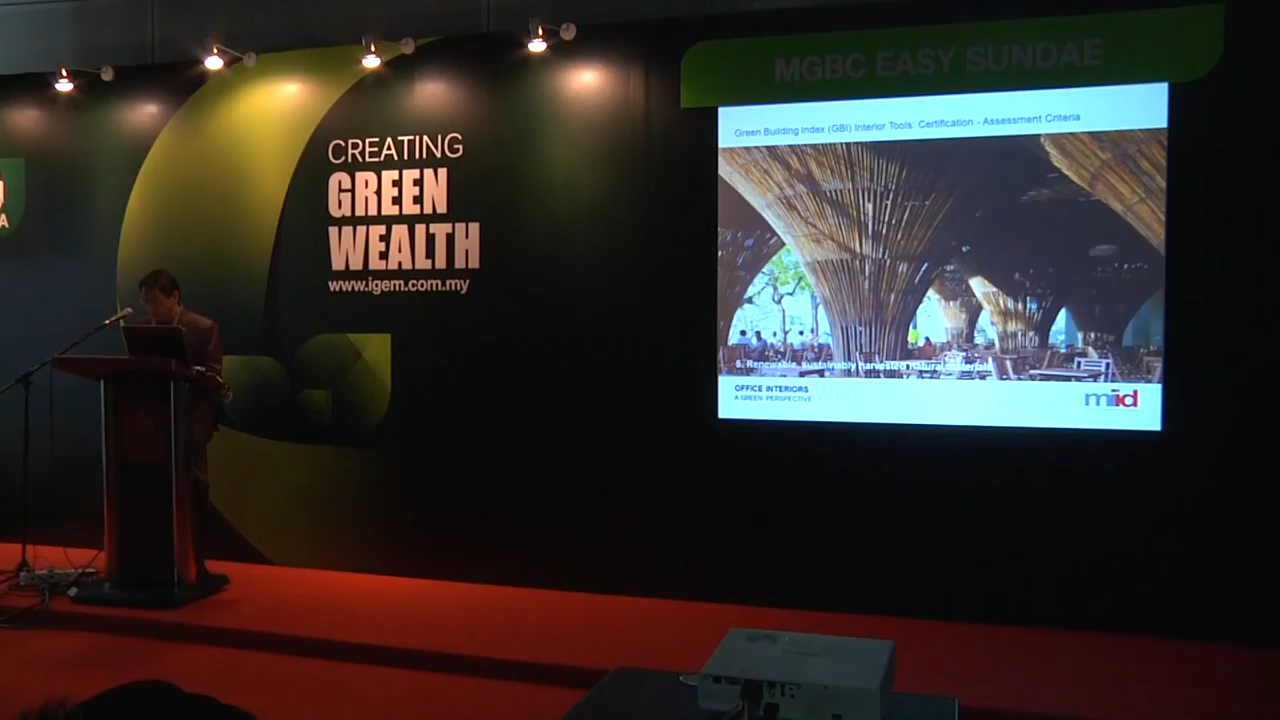 MGBC EASY SUNDAE
CREATING
GREEN
WEALTH
www.igem.com.my
Green Building Index (GBI) Interior Tools: Certification - Assessment Criteria
5. Renewable, sustainably harvested natural materials
OFFICE INTERIORS
A GREEN PERSPECTIVE
miid